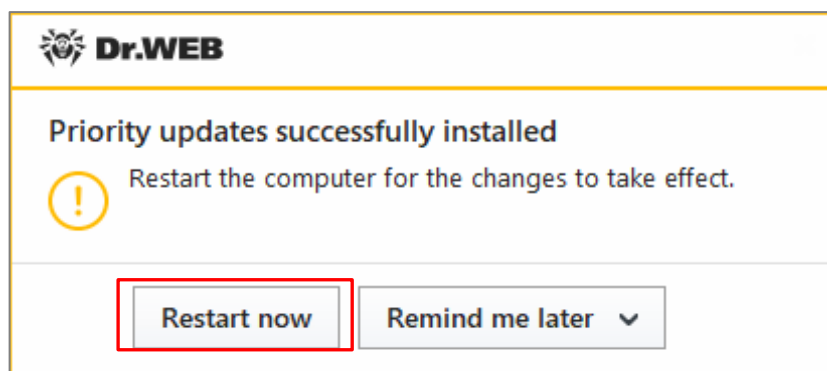 Dr.WEB
Priority updates successfully installed
Restart the computer for the changes to take effect.
Restart now
Remind me later